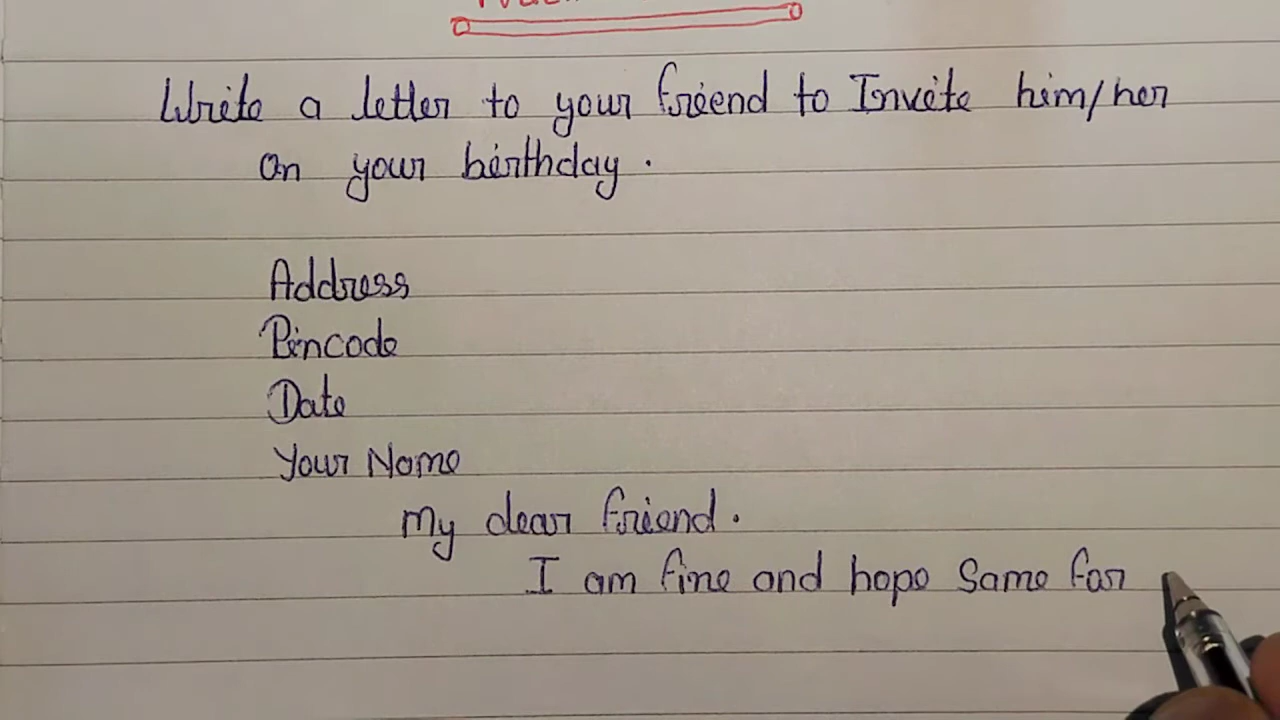 Write a letter to your friend to Invite him/her
On your birthday.
Address
Pincode
Date
Your Name
My dear friend.
I am fine and hope Same for